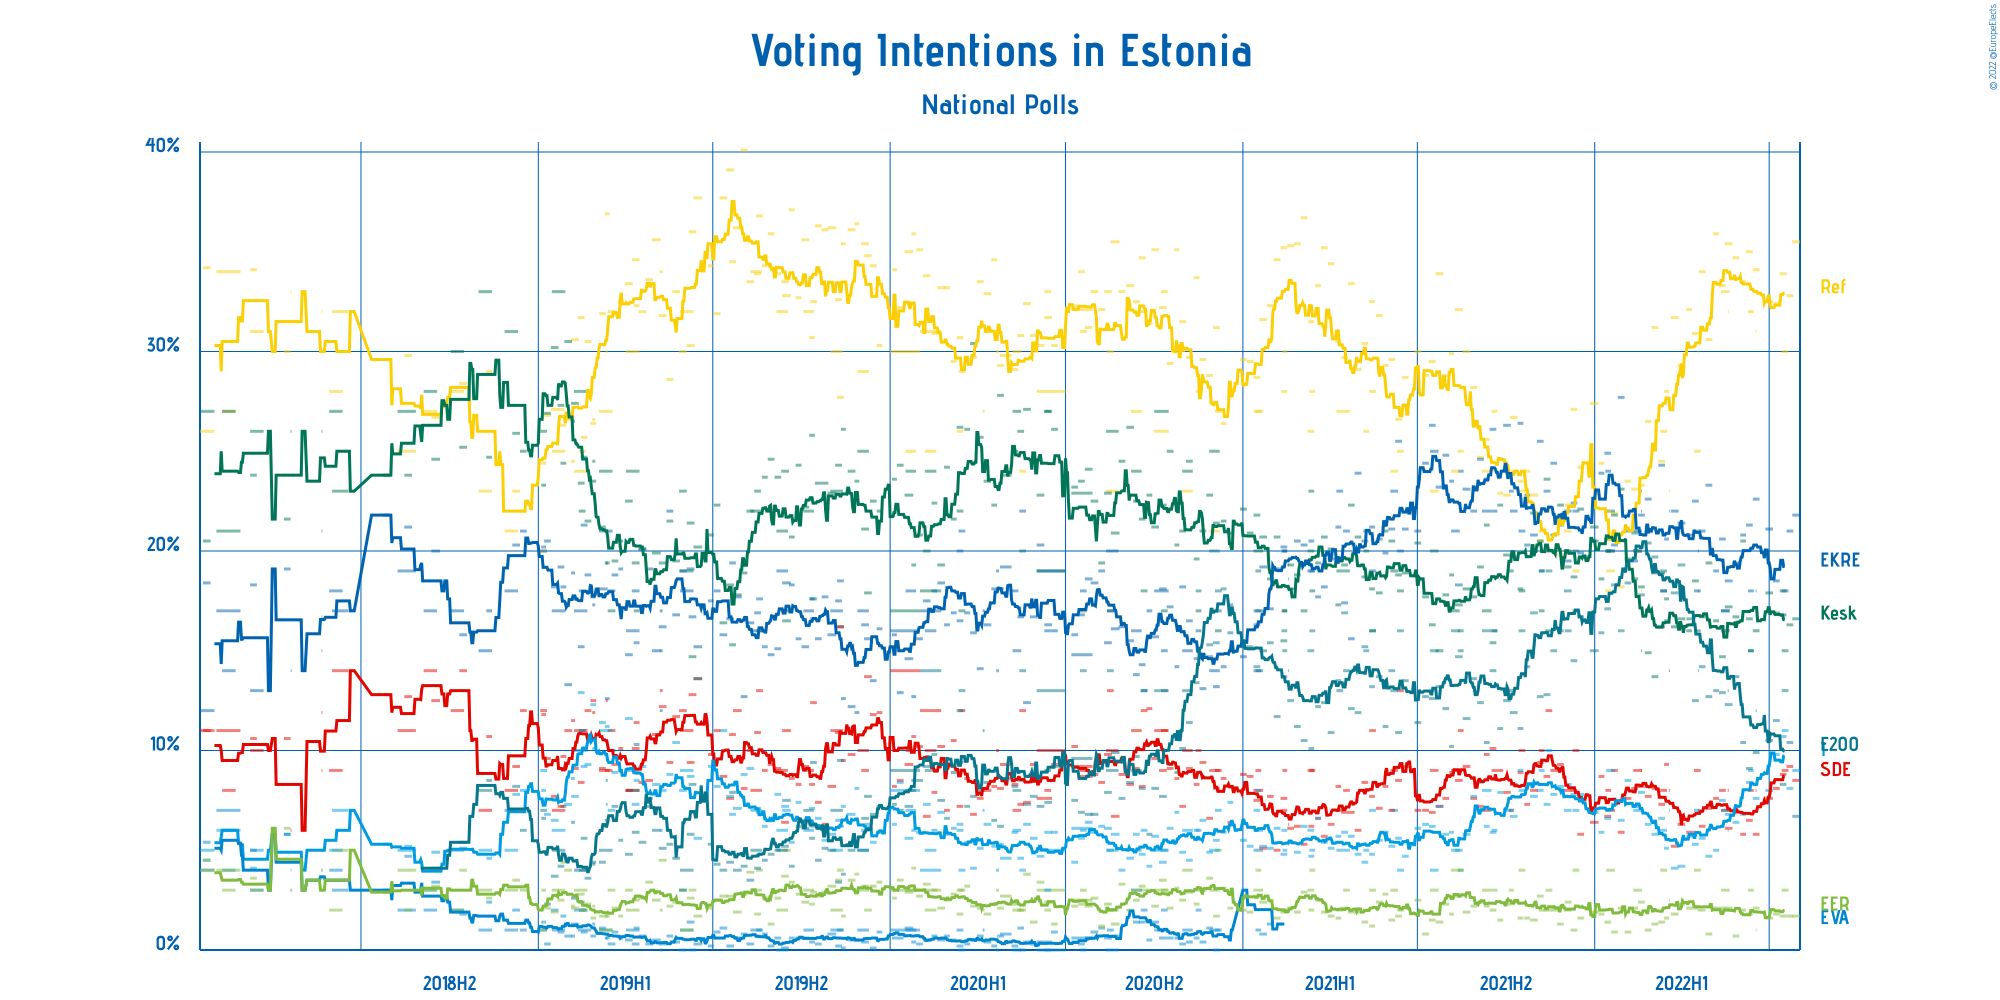 Voting Intentions in Estonia
National Polls
© 2022 @EuropeElects
40%
30%
20%
10%
0%
Ref
EKRE
Kesk
E200
SDE
EER
EVA
2018H2
2019H1
2019H2
2020H1
2020H2
2021H1
2021H2
2022H1